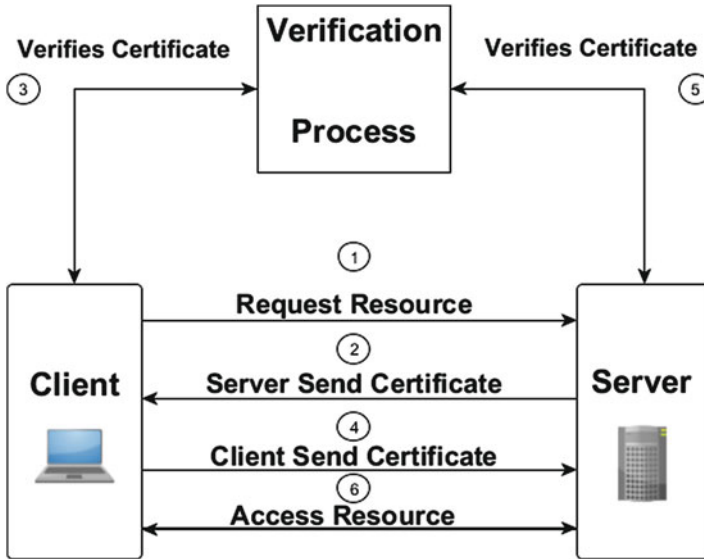 Verifies Certificate
3
Verification
Process
Verifies Certificate
5
1
Request Resource
2
Server Send Certificate
4
Client Send Certificate
6
Access Resource
Client
Server